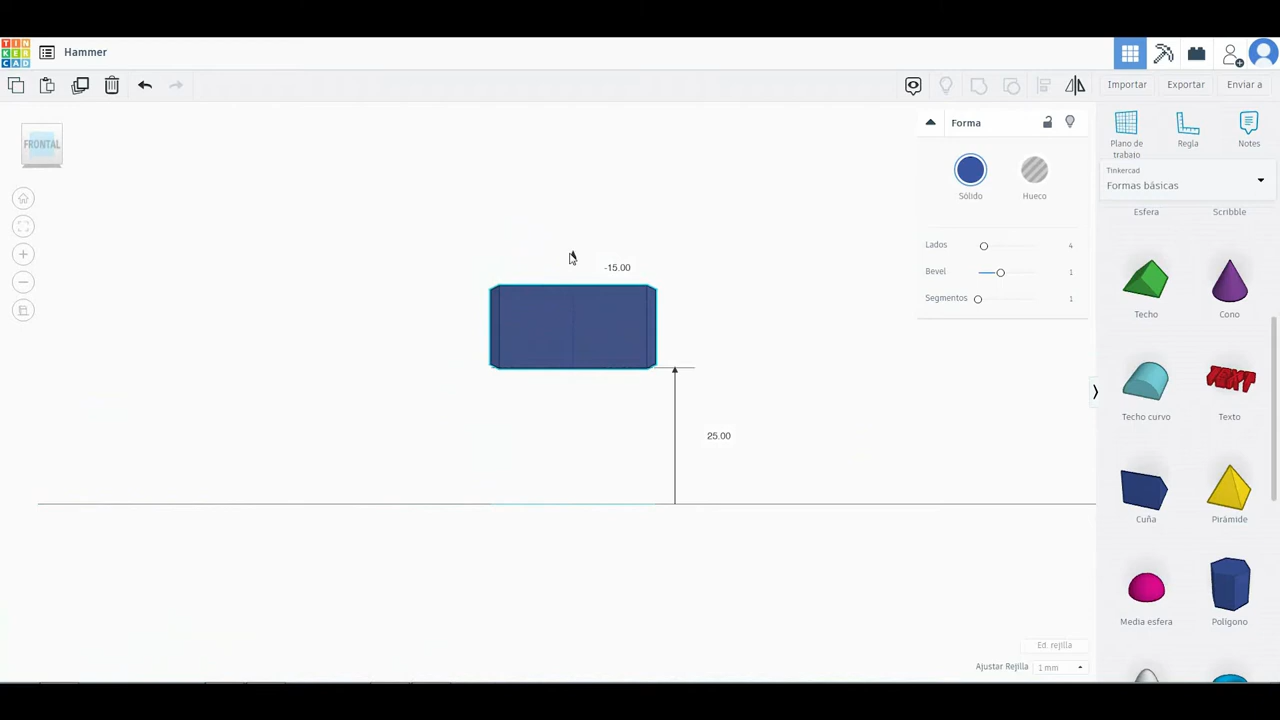 TIN
KER
CAD
Hammer
Importar
Exportar
Enviar a
FRONTAL
Forma
Sólido
Hueco
Lados
4
Bevel
1
Segmentos
1
Plano de
trabajo
Regla
Notes
Tinkercad
Formas básicas
Esfera
Scribble
Techo
Cono
TEXT
Techo curvo
Texto
Cuña
Pirámide
Media esfera
Polígono
-15.00
25.00
Ed. rejilla
Ajustar Rejilla
1 mm